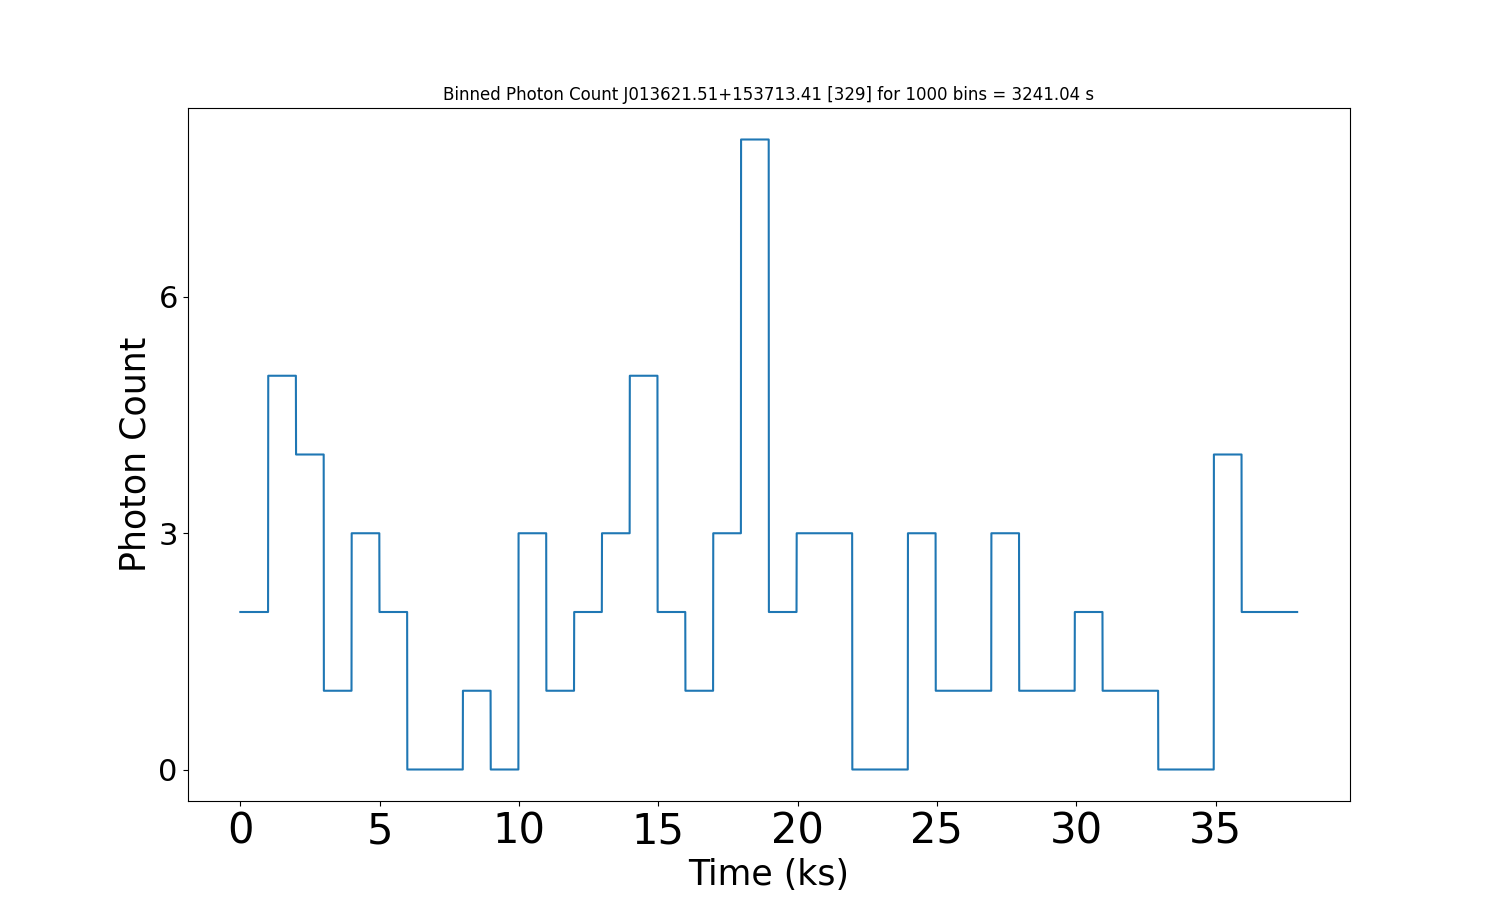 Binned Photon Count J013621.51+153713.41 [329] for 1000 bins = 3241.04 s
Photon Count
6
3
0
0 5 10 15 20 25 30 35
Time (ks)